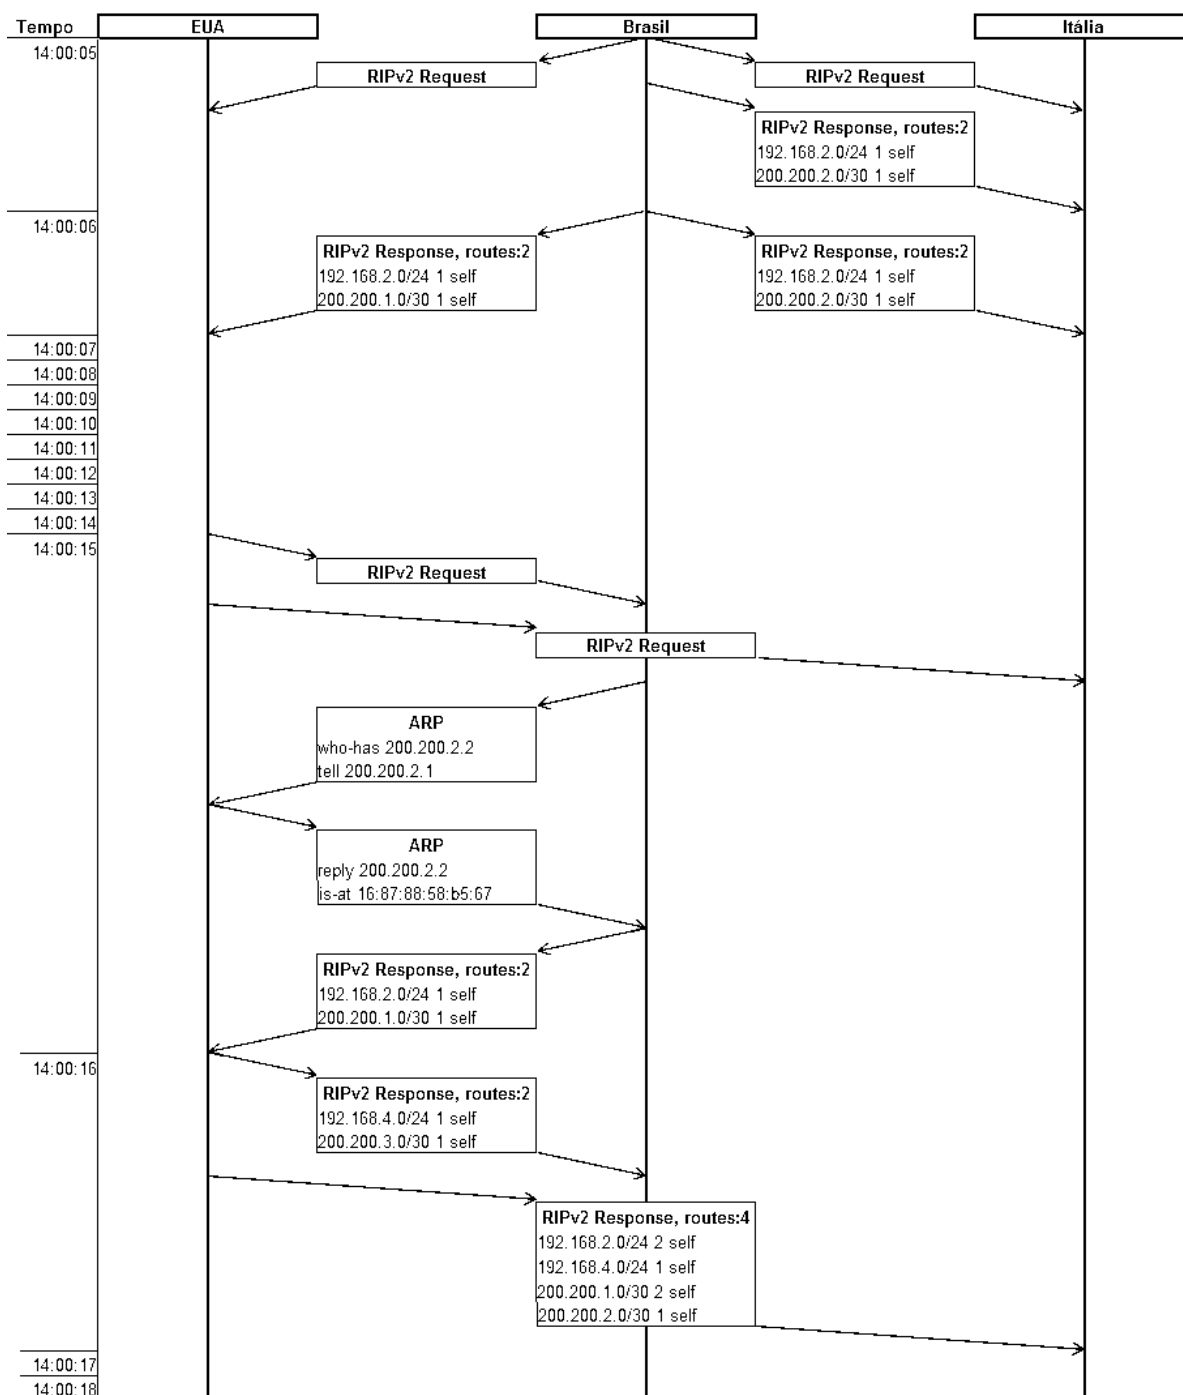 Tempo EUA Brasil Itália
14:00:05
RIPv2 Request RIPv2 Request
RIPv2 Response, routes:2
192.168.2.0/24 1 self
200.200.2.0/30 1 self
14:00:06
RIPv2 Response, routes:2
192.168.2.0/24 1 self
200.200.1.0/30 1 self
RIPv2 Response, routes:2
192.168.2.0/24 1 self
200.200.2.0/30 1 self
14:00:07
14:00:08
14:00:09
14:00:10
14:00:11
14:00:12
14:00:13
14:00:14
14:00:15
RIPv2 Request
RIPv2 Request
ARP
who-has 200.200.2.2
tell 200.200.2.1
ARP
reply 200.200.2.2
is-at 16:87:88:58:b5:67
RIPv2 Response, routes:2
192.168.2.0/24 1 self
200.200.1.0/30 1 self
14:00:16
RIPv2 Response, routes:2
192.168.4.0/24 1 self
200.200.3.0/30 1 self
RIPv2 Response, routes:4
192.168.2.0/24 2 self
192.168.4.0/24 1 self
200.200.1.0/30 2 self
200.200.2.0/30 1 self
14:00:17
14:00:18